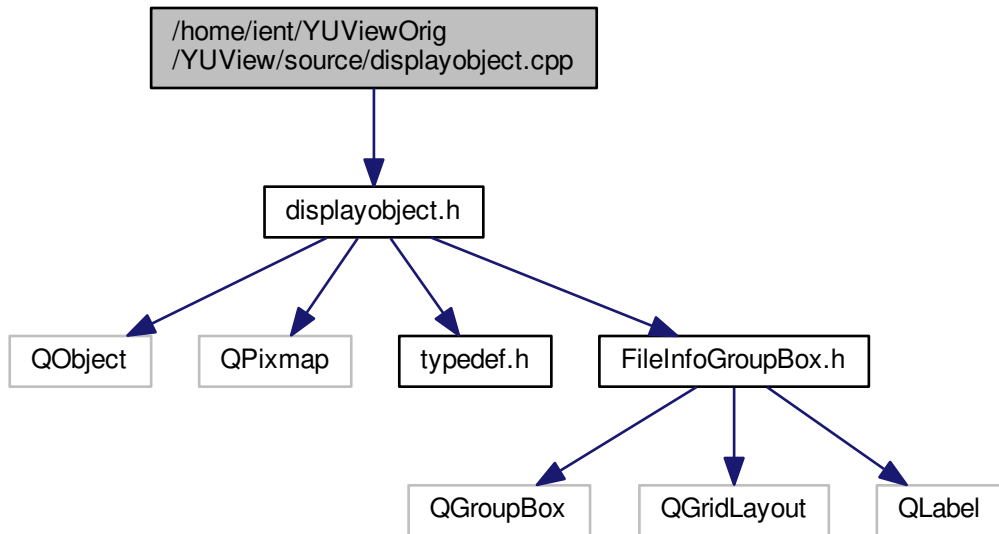 /home/ient/YUViewOrig
/YUView/source/displayobject.cpp
displayobject.h
QObject
QPixmap
typedef.h
FileInfoGroupBox.h
QGroupBox
QGridLayout
QLabel